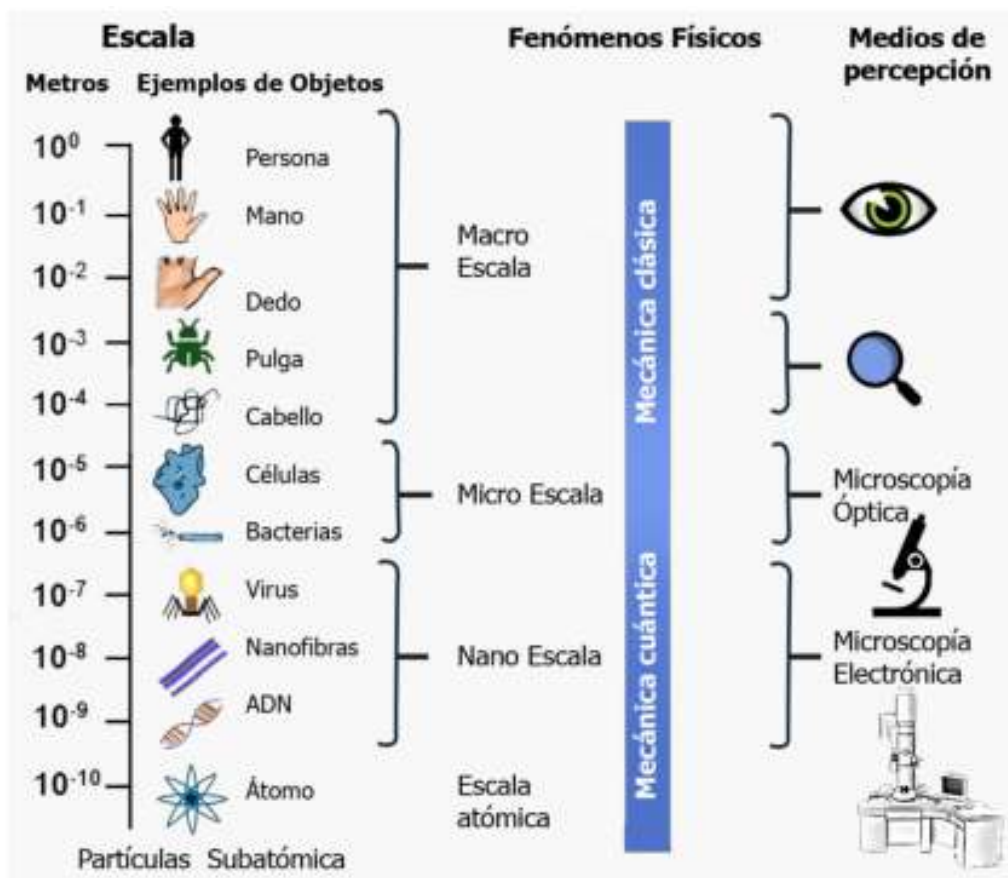 Escala
Fenómenos Físicos
Medios de
percepción
Metros
Ejemplos de Objetos
10⁰
Persona
10⁻¹
Mano
10⁻²
Dedo
10⁻³
Pulga
10⁻⁴
Cabello
10⁻⁵
Células
10⁻⁶
Bacterias
10⁻⁷
Virus
10⁻⁸
Nanofibras
10⁻⁹
ADN
10⁻¹⁰
Átomo
Partículas Subatómica
Macro
Escala
Micro Escala
Nano Escala
Escala
atómica
Mecánica clásica
Mecánica cuántica
Microscopía
Óptica
Microscopía
Electrónica